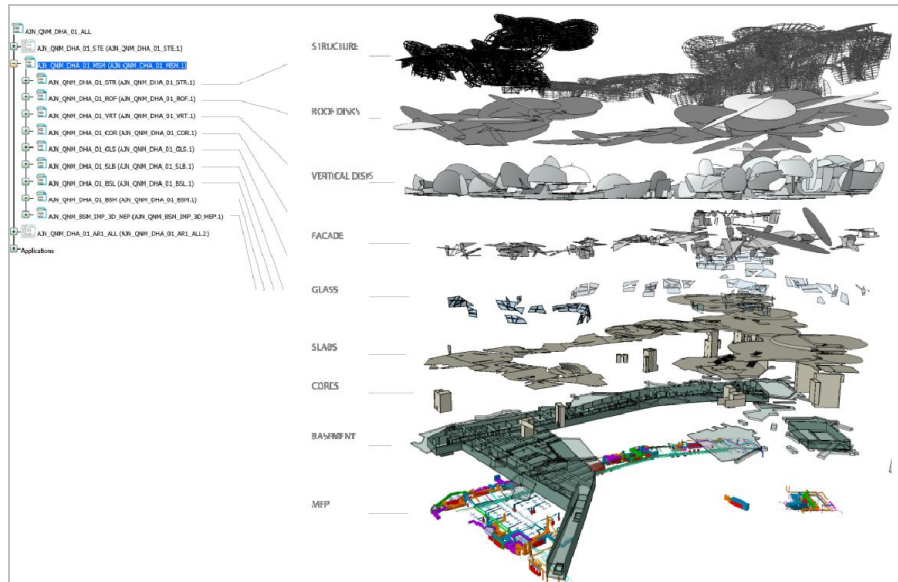 AJN_QNM_DHA_01_ALL
AJN_QNM_DHA_01_STE (AJN_QNM_DHA_01_STE.1)
AJN_QNM_DHA_01_MSM (AJN_QNM_DHA_01_MSM.1)
AJN_QNM_DHA_01_STR (AJN_QNM_DHA_01_STR.1)
AJN_QNM_DHA_01_ROF (AJN_QNM_DHA_01_ROF.1)
AJN_QNM_DHA_01_VRT (AJN_QNM_DHA_01_VRT.1)
AJN_QNM_DHA_01_COR (AJN_QNM_DHA_01_COR.1)
AJN_QNM_DHA_01_GLS (AJN_QNM_DHA_01_GLS.1)
AJN_QNM_DHA_01_SLB (AJN_QNM_DHA_01_SLB.1)
AJN_QNM_DHA_01_BSL (AJN_QNM_DHA_01_BSL.1)
AJN_QNM_DHA_01_BSM (AJN_QNM_DHA_01_BSM.1)
AJN_QNM_BSM_IMP_3D_MEP (AJN_QNM_BSM_IMP_3D_MEP.1)
AJN_QNM_DHA_01_AR1_ALL (AJN_QNM_DHA_01_AR1_ALL.2)
Applications
STRUCTURE
ROOF DISKS
VERTICAL DISKS
FACADE
GLASS
SLABS
CORES
BASMENT
MEP